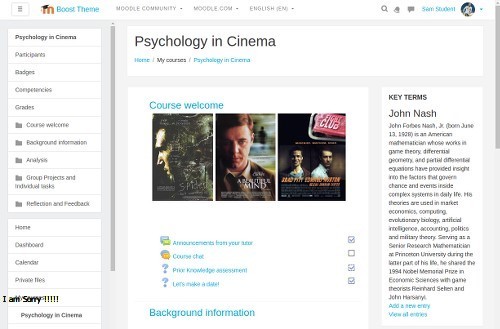 Boost Theme
MOODLE COMMUNITY
MOODLE.COM
ENGLISH (EN)
Sam Student
Psychology in Cinema
Participants
Badges
Competencies
Grades
Course welcome
Background information
Analysis
Group Projects and
Individual tasks
Reflection and Feedback
Home
Dashboard
Calendar
Private files
I am Sorry !!!!!
Psychology in Cinema
Psychology in Cinema
Home / My courses / Psychology in Cinema
Course welcome
A BEAUTIFUL
MIND
CLUB
Announcements from your tutor
Course chat
Prior Knowledge assessment
Let's make a date!
Background information
KEY TERMS
John Nash
John Forbes Nash, Jr. (born June
13, 1928) is an American
mathematician whose works in
game theory, differential
geometry, and partial differential
equations have provided insight
into the factors that govern
chance and events inside
complex systems in daily life. His
theories are used in market
economics, computing,
evolutionary biology, artificial
intelligence, accounting, politics
and military theory. Serving as a
Senior Research Mathematician
at Princeton University during the
latter part of his life, he shared the
1994 Nobel Memorial Prize in
Economic Sciences with game
theorists Reinhard Selten and
John Harsanyi.
Add a new entry
View all entries